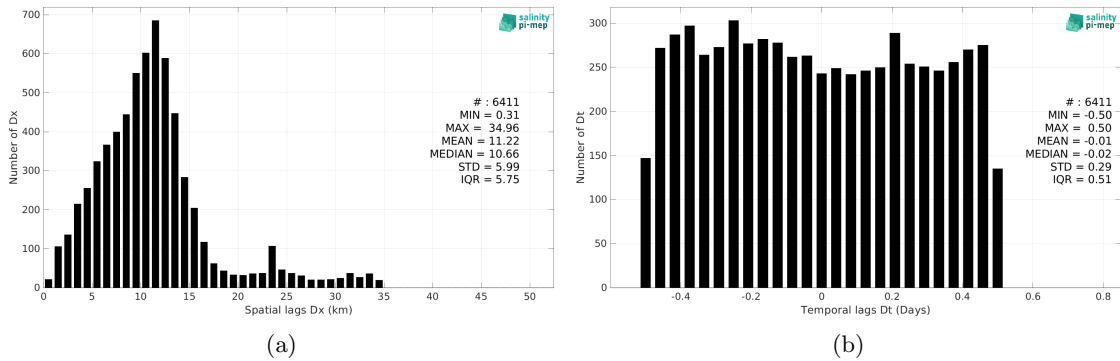 700
600
500
400
300
200
100
0
Number of Dx
0 5 10 15 20 25 30 35 40 45 50
Spatial lags Dx (km)
salinity
pi-mep
# : 6411
MIN = 0.31
MAX = 34.96
MEAN = 11.22
MEDIAN = 10.66
STD = 5.99
IQR = 5.75
(a)
300
250
200
150
100
50
0
Number of Dt
-0.4 -0.2 0 0.2 0.4 0.6 0.8
Temporal lags Dt (Days)
salinity
pi-mep
# : 6411
MIN = -0.50
MAX = 0.50
MEAN = -0.01
MEDIAN = -0.02
STD = 0.29
IQR = 0.51
(b)